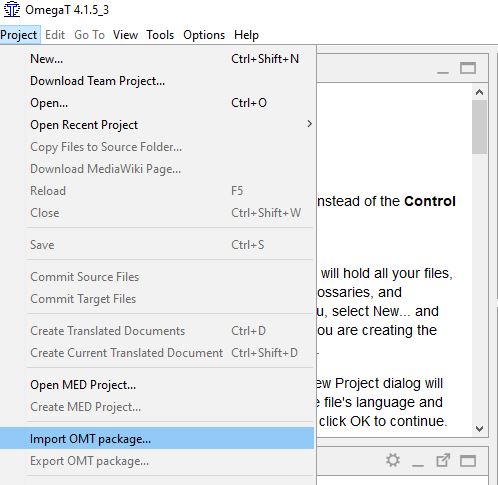 OmegaT 4.1.5_3
Project Edit Go To View Tools Options Help
New... Ctrl+Shift+N
Download Team Project...
Open... Ctrl+O
Open Recent Project
Copy Files to Source Folder...
Download MediaWiki Page...
Reload F5
Close Ctrl+Shift+W
Save Ctrl+S
Commit Source Files
Commit Target Files
Create Translated Documents Ctrl+D
Create Current Translated Document Ctrl+Shift+D
Open MED Project...
Create MED Project...
Import OMT package...
Export OMT package...
nstead of the Control
will hold all your files,
ossaries, and
u, select New... and
ou are creating the
ew Project dialog will
file's language and
click OK to continue.